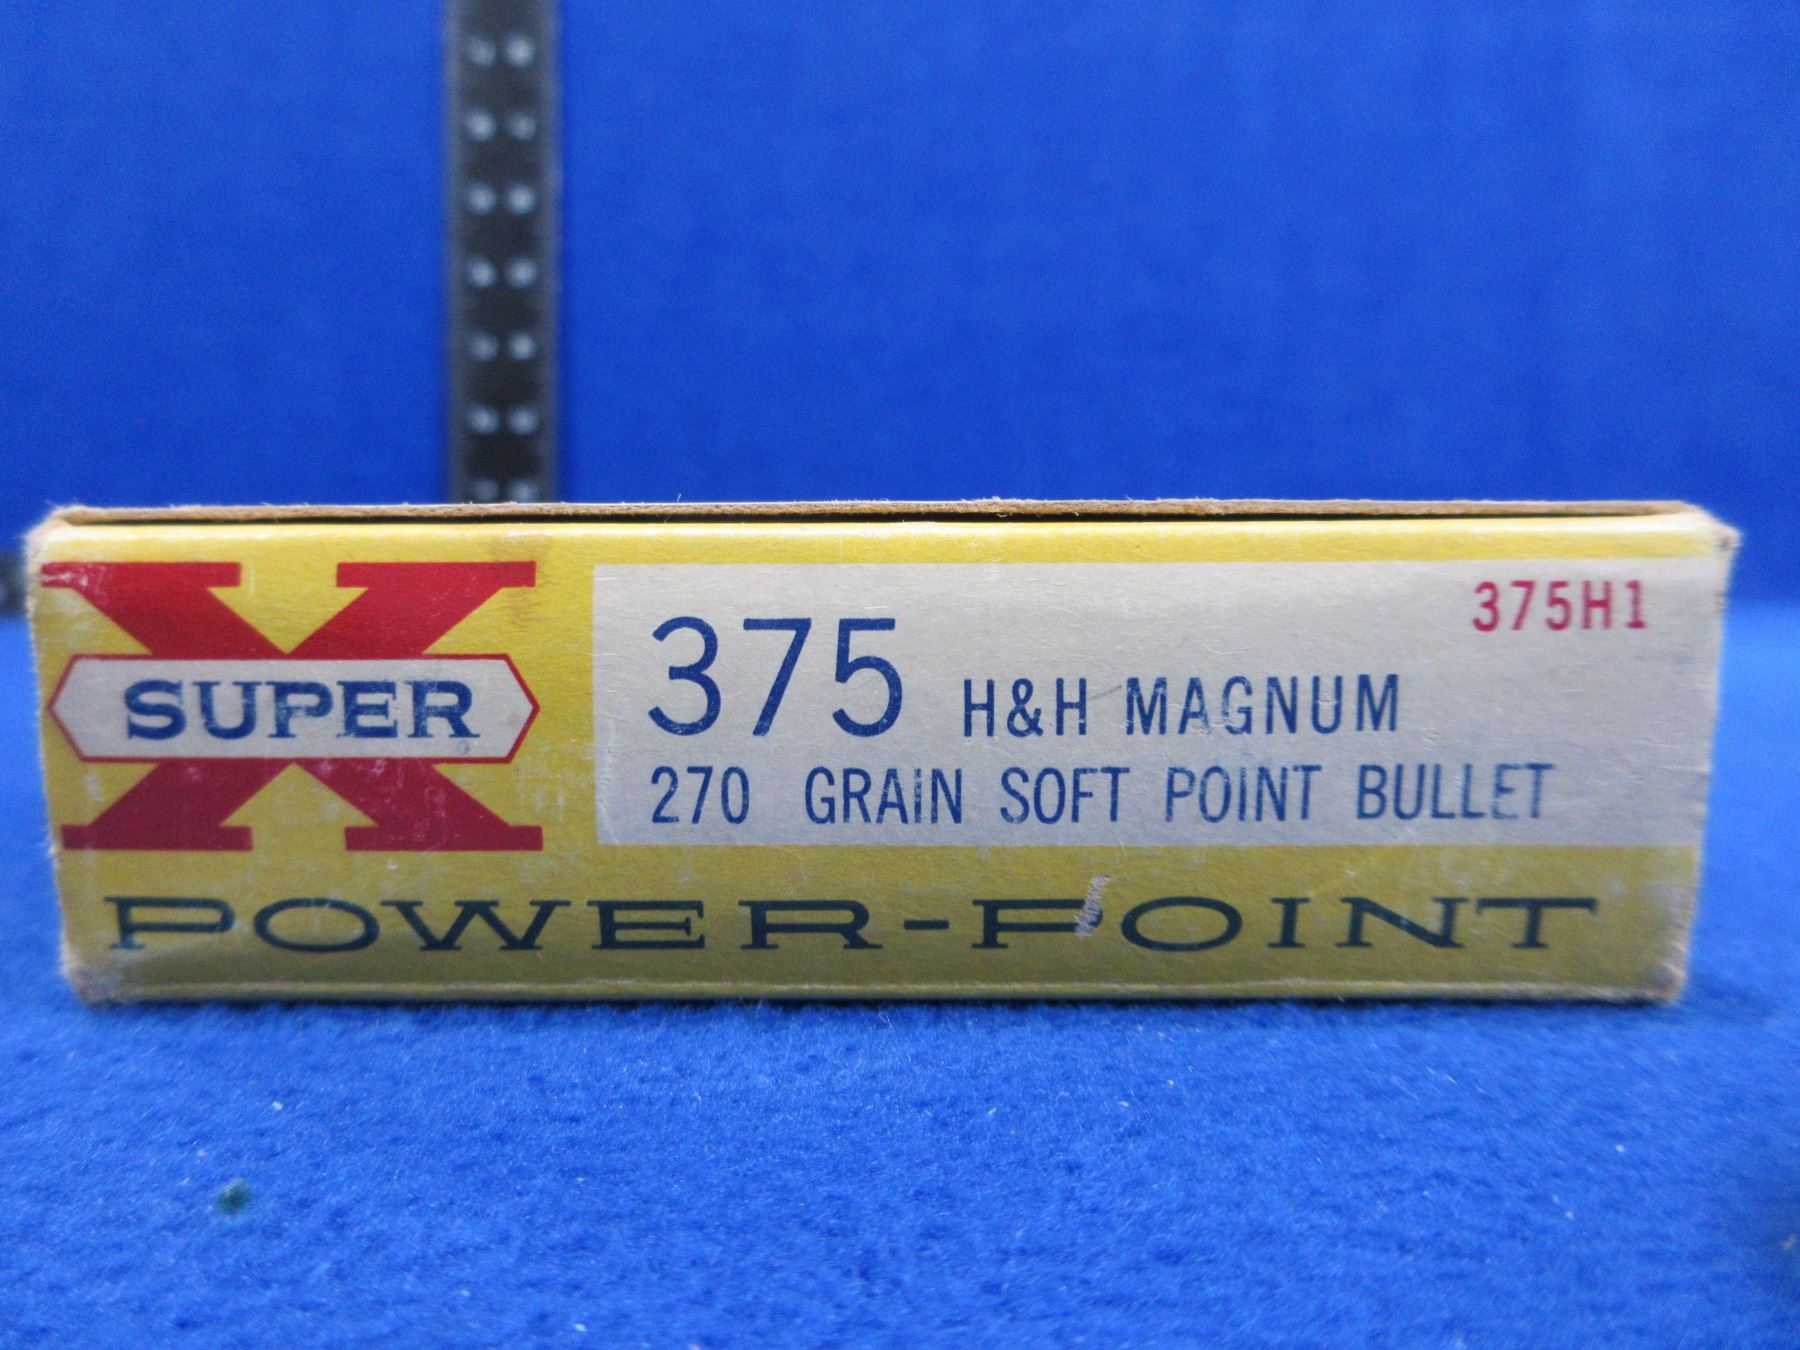 X
SUPER
375H1
375 H&H MAGNUM
270 GRAIN SOFT POINT BULLET
POWER-POINT